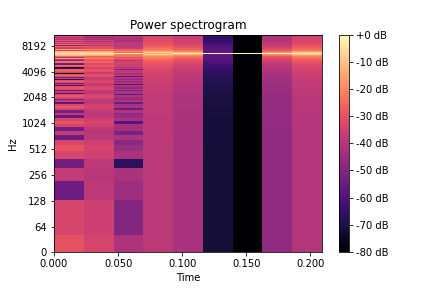 Power spectrogram
8192
4096
2048
1024
512
256
128
64
0
Hz
0.000 0.050 0.100 0.150 0.200
Time
+0 dB
-10 dB
-20 dB
-30 dB
-40 dB
-50 dB
-60 dB
-70 dB
-80 dB